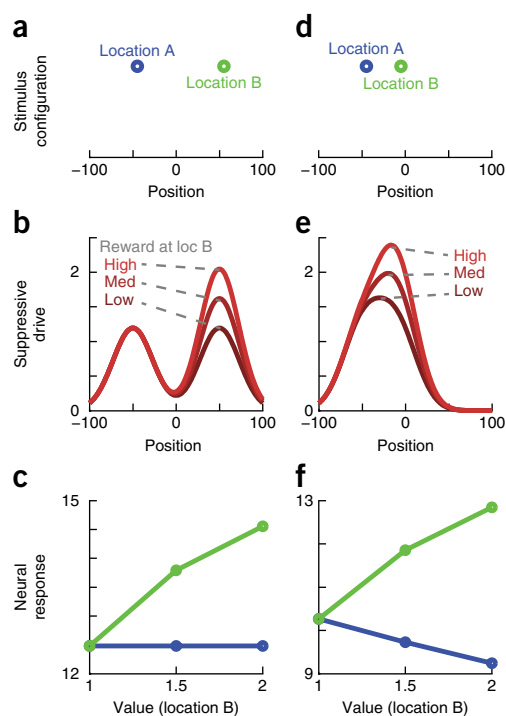 a
Location A
Location B
Stimulus
configuration
−100 0 100
Position
b
Reward at loc B
High
Med
Low
2
0
Suppressive
drive
−100 0 100
Position
c
15
12
Neural
response
1 1.5 2
Value (location B)
d
Location A
Location B
−100 0 100
Position
e
High
Med
Low
2
0
−100 0 100
Position
f
13
9
1 1.5 2
Value (location B)